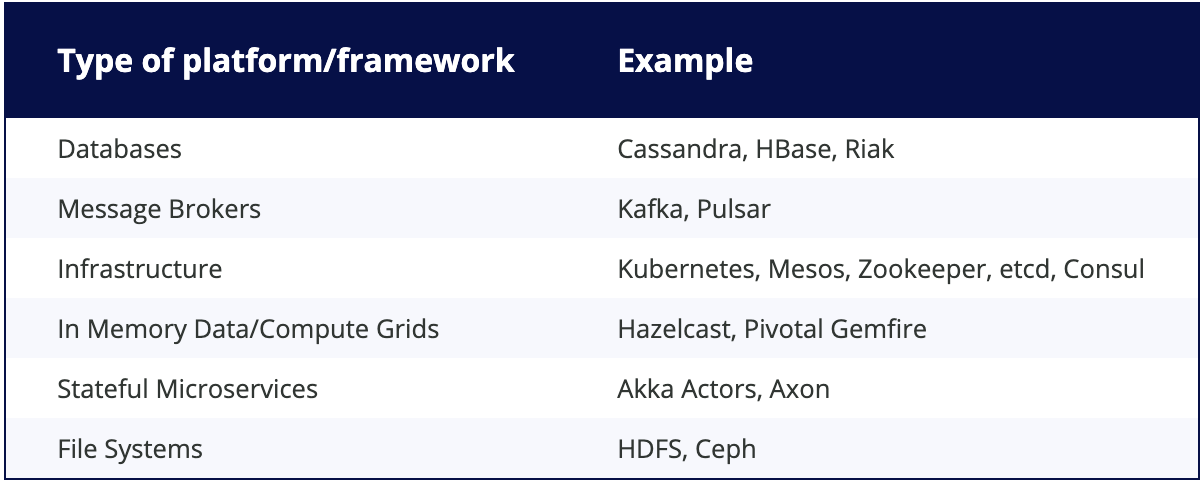 Type of platform/framework Example
Databases Cassandra, HBase, Riak
Message Brokers Kafka, Pulsar
Infrastructure Kubernetes, Mesos, Zookeeper, etcd, Consul
In Memory Data/Compute Grids Hazelcast, Pivotal Gemfire
Stateful Microservices Akka Actors, Axon
File Systems HDFS, Ceph